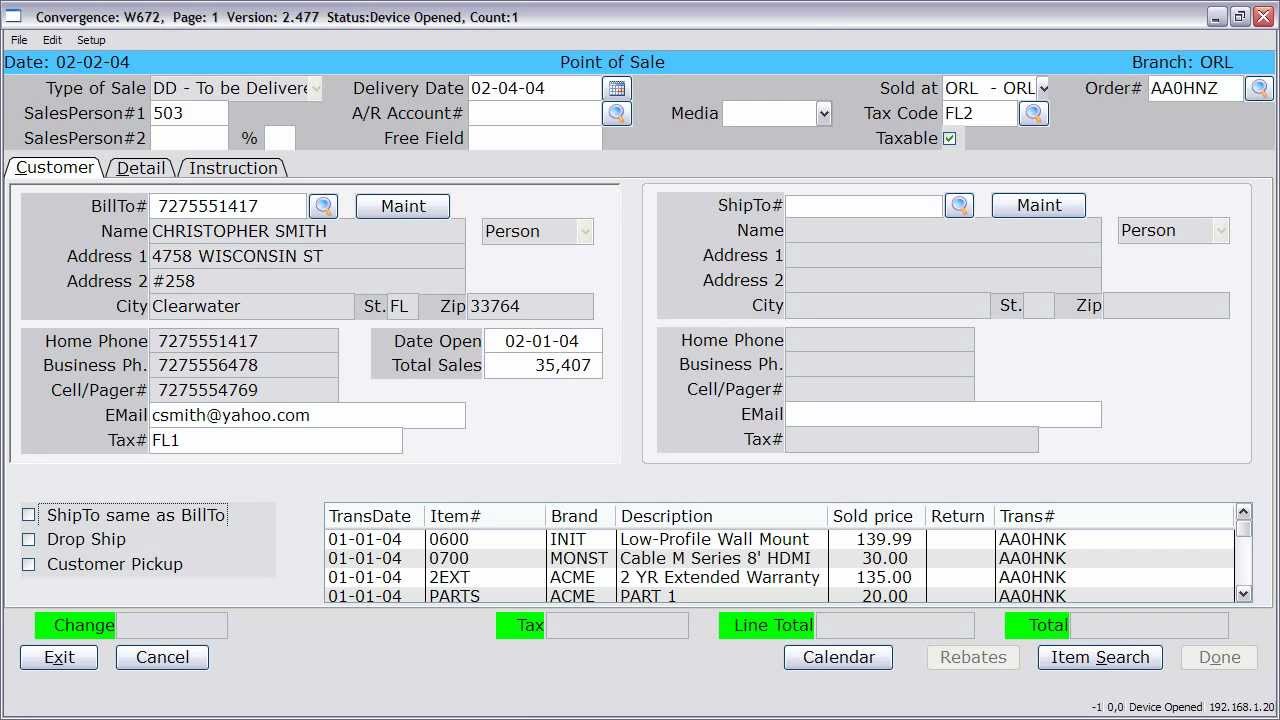 Convergence: W672, Page: 1 Version: 2.477 Status:Device Opened, Count:1
File Edit Setup
Date: 02-02-04 Point of Sale Branch: ORL
Type of Sale DD - To be Delivere Delivery Date 02-04-04 Sold at ORL - ORL Order# AA0HNZ
SalesPerson#1 503 A/R Account# Media Tax Code FL2
SalesPerson#2 % Free Field Taxable
Customer Detail Instruction
BillTo# 7275551417 Maint ShipTo# Maint
Name CHRISTOPHER SMITH Person Name Person
Address 1 4758 WISCONSIN ST Address 1
Address 2 #258 Address 2
City Clearwater St. FL Zip 33764 City St. Zip
Home Phone 7275551417 Date Open 02-01-04 Home Phone
Business Ph. 7275556478 Total Sales 35,407 Business Ph.
Cell/Pager# 7275554769 Cell/Pager#
EMail csmith@yahoo.com EMail
Tax# FL1 Tax#
ShipTo same as BillTo
Drop Ship
Customer Pickup
TransDate Item# Brand Description Sold price Return Trans#
01-01-04 0600 INIT Low-Profile Wall Mount 139.99 AA0HNK
01-01-04 0700 MONST Cable M Series 8' HDMI 30.00 AA0HNK
01-01-04 2EXT ACME 2 YR Extended Warranty 135.00 AA0HNK
01-01-04 PARTS ACME PART 1 20.00 AA0HNK
Change Tax Line Total Total
Exit Cancel Calendar Rebates Item Search Done
-1 0,0 Device Opened 192.168.1.20